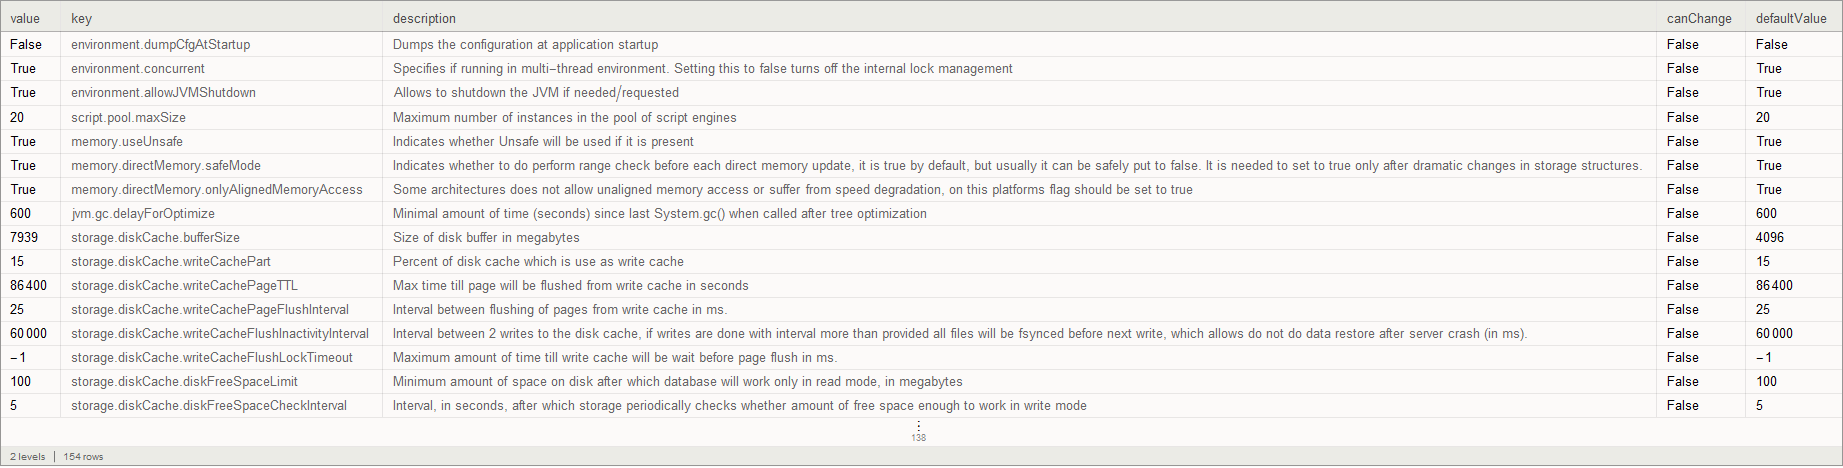 value key description canChange defaultValue
False environment.dumpCfgAtStartup Dumps the configuration at application startup False False
True environment.concurrent Specifies if running in multi-thread environment. Setting this to false turns off the internal lock management False True
True environment.allowJVMShutdown Allows to shutdown the JVM if needed/requested False True
20 script.pool.maxSize Maximum number of instances in the pool of script engines False 20
True memory.useUnsafe Indicates whether Unsafe will be used if it is present False True
True memory.directMemory.safeMode Indicates whether to do perform range check before each direct memory update, it is true by default, but usually it can be safely put to false. It is needed to set to true only after dramatic changes in storage structures. False True
True memory.directMemory.onlyAlignedMemoryAccess Some architectures does not allow unaligned memory access or suffer from speed degradation, on this platforms flag should be set to true False True
600 jvm.gc.delayForOptimize Minimal amount of time (seconds) since last System.gc() when called after tree optimization False 600
7939 storage.diskCache.bufferSize Size of disk buffer in megabytes False 4096
15 storage.diskCache.writeCachePart Percent of disk cache which is use as write cache False 15
86 400 storage.diskCache.writeCachePageTTL Max time till page will be flushed from write cache in seconds False 86 400
25 storage.diskCache.writeCachePageFlushInterval Interval between flushing of pages from write cache in ms. False 25
60 000 storage.diskCache.writeCacheFlushInactivityInterval Interval between 2 writes to the disk cache, if writes are done with interval more than provided all files will be fsynced before next write, which allows do not do data restore after server crash (in ms). False 60 000
-1 storage.diskCache.writeCacheFlushLockTimeout Maximum amount of time till write cache will be wait before page flush in ms. False -1
100 storage.diskCache.diskFreeSpaceLimit Minimum amount of space on disk after which database will work only in read mode, in megabytes False 100
5 storage.diskCache.diskFreeSpaceCheckInterval Interval, in seconds, after which storage periodically checks whether amount of free space enough to work in write mode False 5
⋮
138
2 levels | 154 rows